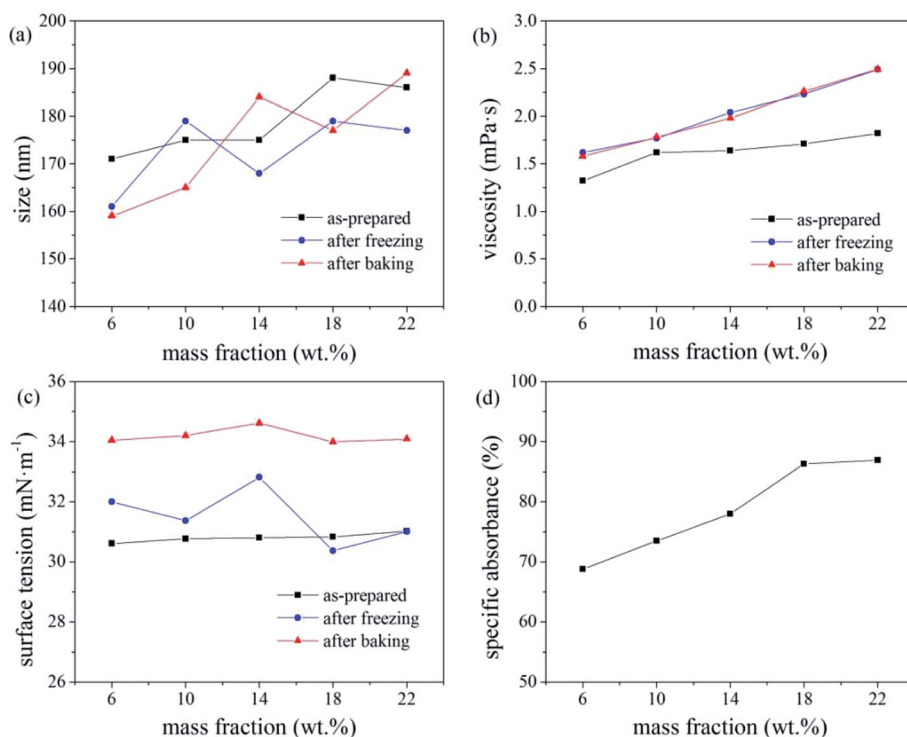 (a)
200
190
180
170
160
150
140
size (nm)
as-prepared
after freezing
after baking
6 10 14 18 22
mass fraction (wt.%)
(b)
3.0
2.5
2.0
1.5
1.0
0.5
0.0
viscosity (mPa·s)
as-prepared
after freezing
after baking
6 10 14 18 22
mass fraction (wt.%)
(c)
36
34
32
30
28
26
surface tension (mN·m⁻¹)
as-prepared
after freezing
after baking
6 10 14 18 22
mass fraction (wt.%)
(d)
100
90
80
70
60
50
specific absorbance (%)
6 10 14 18 22
mass fraction (wt.%)